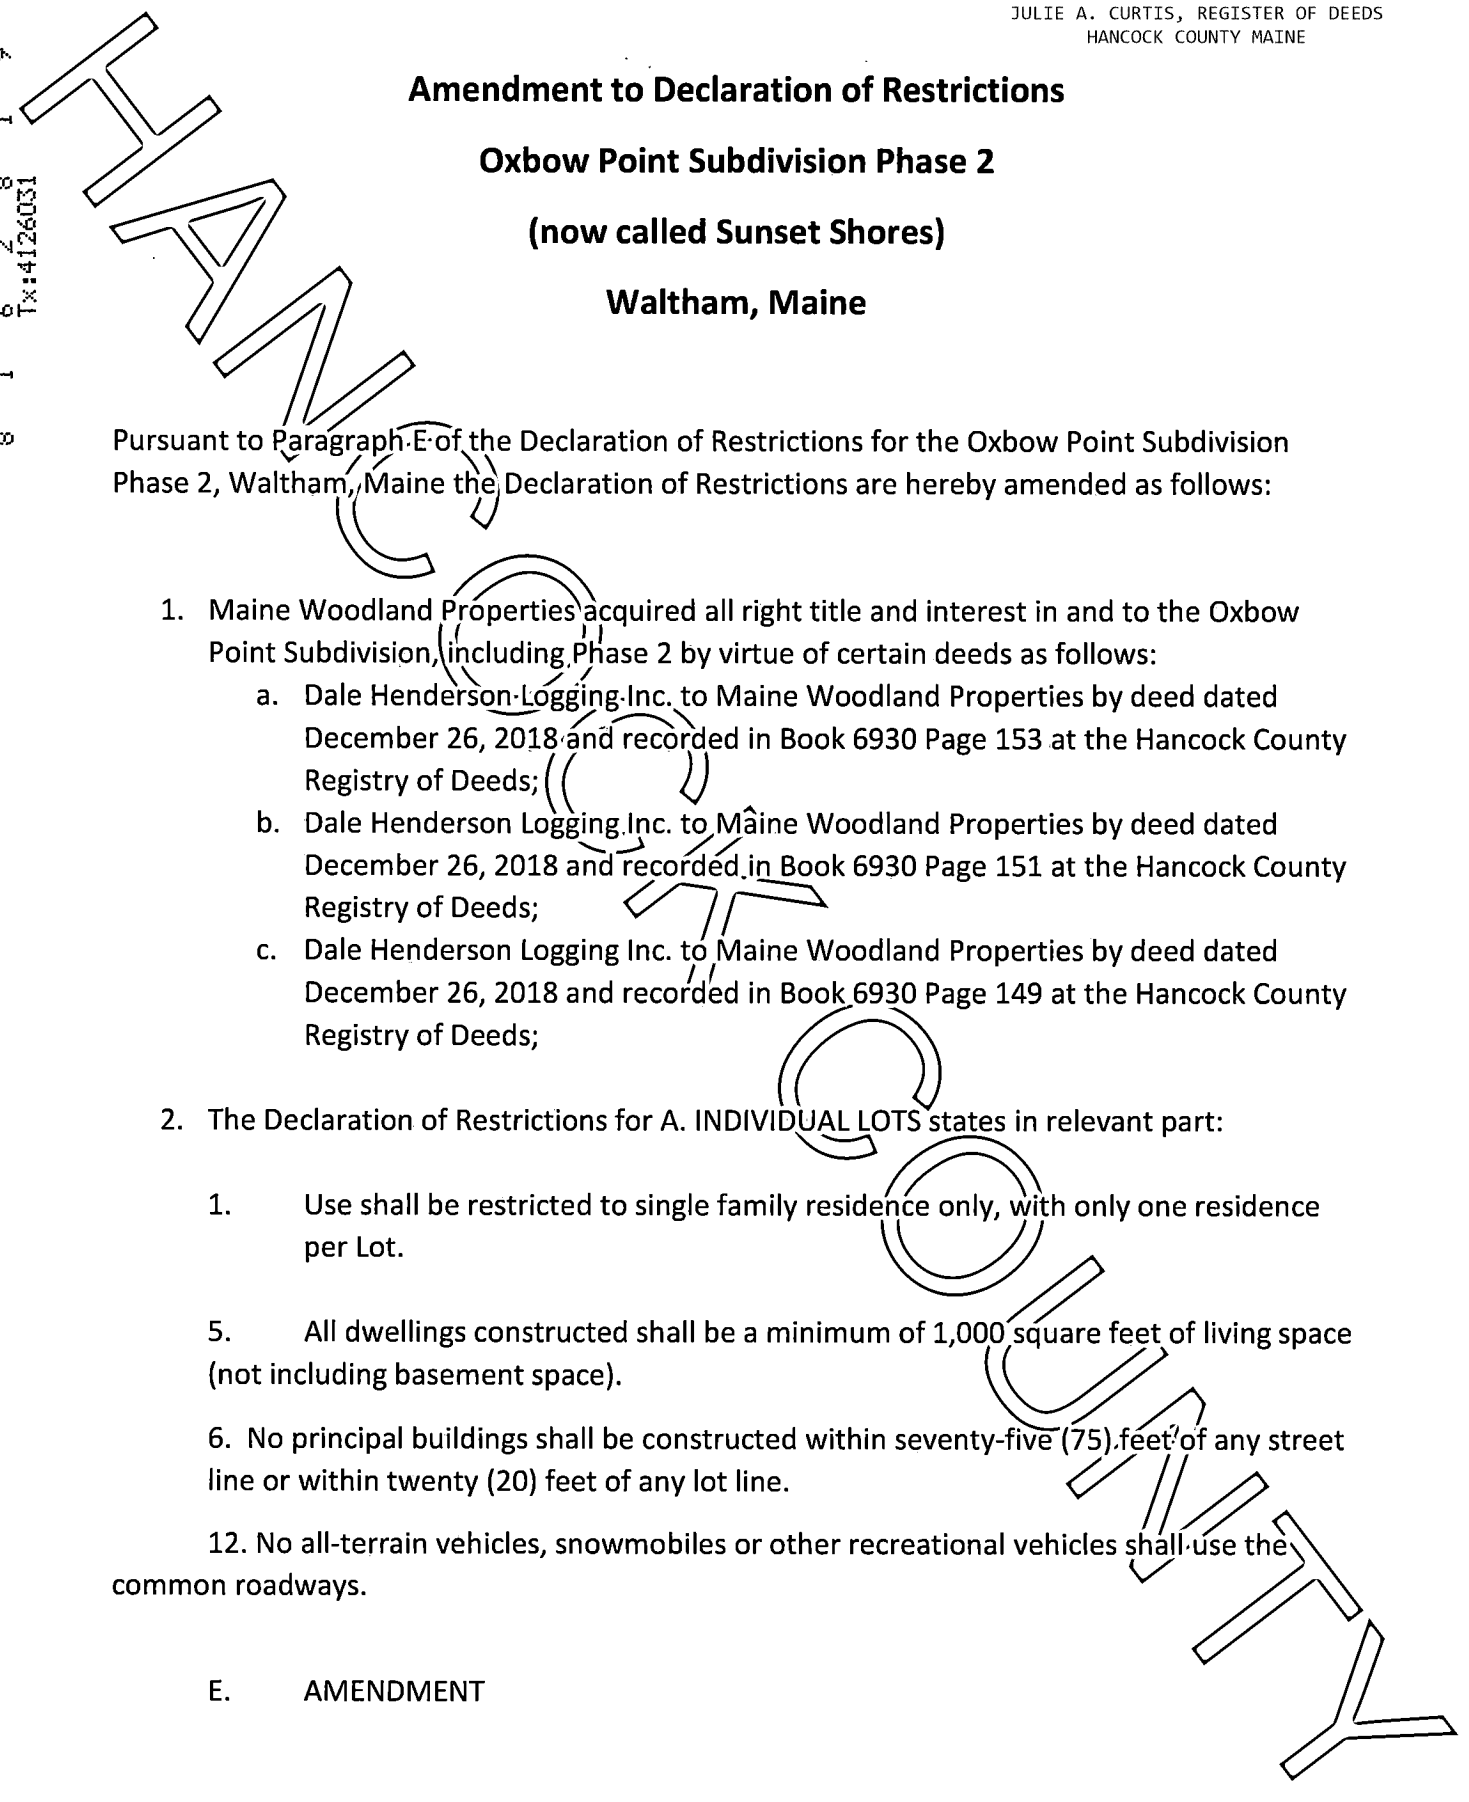 JULIE A. CURTIS, REGISTER OF DEEDS
HANCOCK COUNTY MAINE
Tx:4126031
Amendment to Declaration of Restrictions
Oxbow Point Subdivision Phase 2
(now called Sunset Shores)
Waltham, Maine
Pursuant to Paragraph E of the Declaration of Restrictions for the Oxbow Point Subdivision
Phase 2, Waltham, Maine the Declaration of Restrictions are hereby amended as follows:
1. Maine Woodland Properties acquired all right title and interest in and to the Oxbow
Point Subdivision, including Phase 2 by virtue of certain deeds as follows:
a. Dale Henderson Logging Inc. to Maine Woodland Properties by deed dated
December 26, 2018 and recorded in Book 6930 Page 153 at the Hancock County
Registry of Deeds;
b. Dale Henderson Logging Inc. to Maine Woodland Properties by deed dated
December 26, 2018 and recorded in Book 6930 Page 151 at the Hancock County
Registry of Deeds;
c. Dale Henderson Logging Inc. to Maine Woodland Properties by deed dated
December 26, 2018 and recorded in Book 6930 Page 149 at the Hancock County
Registry of Deeds;
2. The Declaration of Restrictions for A. INDIVIDUAL LOTS states in relevant part:
1. Use shall be restricted to single family residence only, with only one residence
per Lot.
5. All dwellings constructed shall be a minimum of 1,000 square feet of living space
(not including basement space).
6. No principal buildings shall be constructed within seventy-five (75) feet of any street
line or within twenty (20) feet of any lot line.
12. No all-terrain vehicles, snowmobiles or other recreational vehicles shall use the
common roadways.
E. AMENDMENT
HANCOCK COUNTY